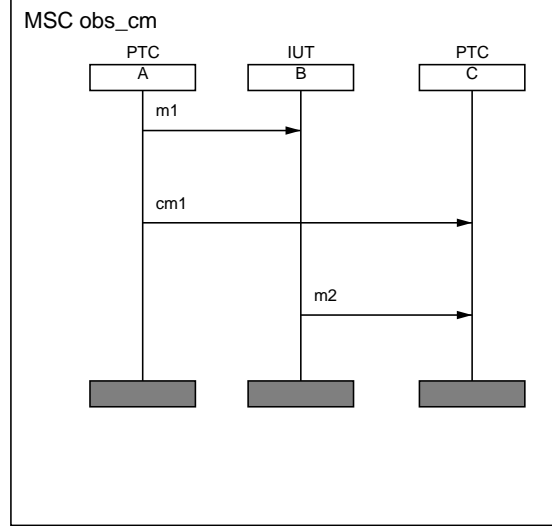 MSC obs_cm
PTC IUT PTC
A B C
m1
cm1
m2